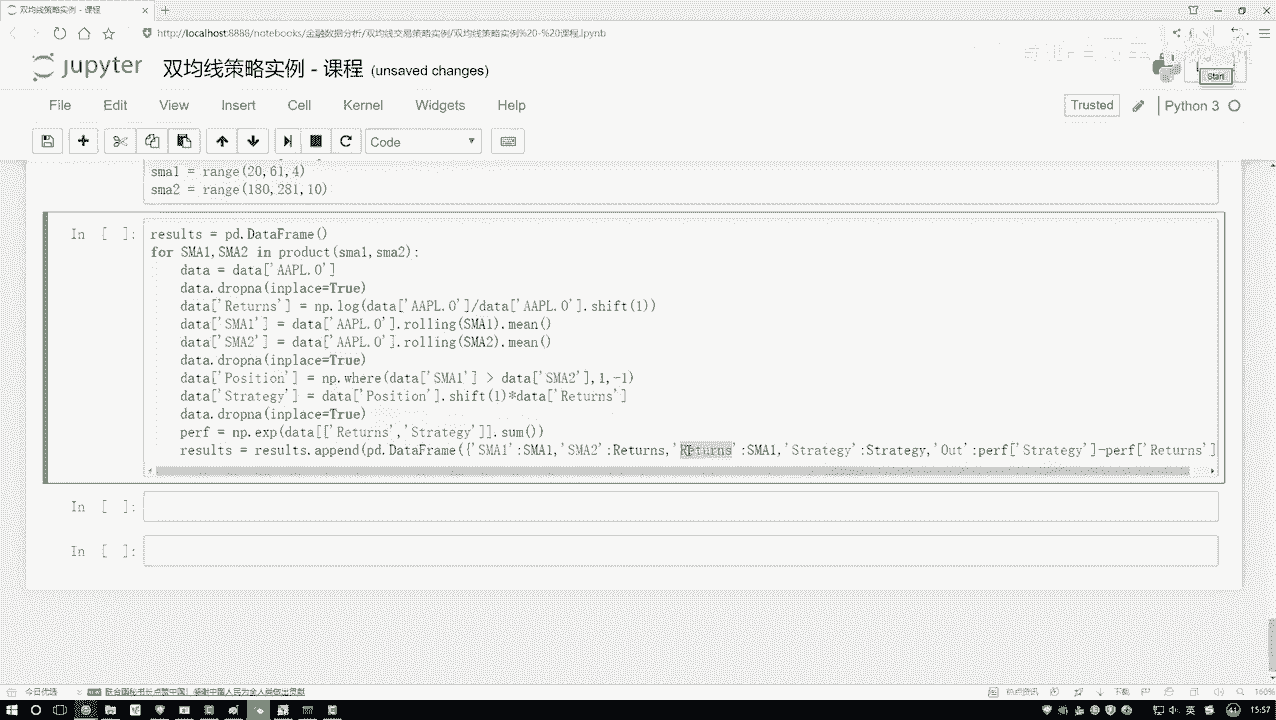 双均线策略实例 - 课程
http://localhost:8888/notebooks/金融数据分析/双均线交易策略实例/双均线策略实例%20-%20课程.ipynb
jupyter 双均线策略实例 - 课程 (unsaved changes)
Start
File Edit View Insert Cell Kernel Widgets Help
Trusted Python 3
Code
sma1 = range(20,61,4)
sma2 = range(180,281,10)
In [ ]: results = pd.DataFrame()
for SMA1,SMA2 in product(sma1,sma2):
data = data['AAPL.O']
data.dropna(inplace=True)
data['Returns'] = np.log(data['AAPL.O']/data['AAPL.O'].shift(1))
data['SMA1'] = data['AAPL.O'].rolling(SMA1).mean()
data['SMA2'] = data['AAPL.O'].rolling(SMA2).mean()
data.dropna(inplace=True)
data['Position'] = np.where(data['SMA1'] > data['SMA2'],1,-1)
data['Strategy'] = data['Position'].shift(1)*data['Returns']
data.dropna(inplace=True)
perf = np.exp(data[['Returns','Strategy']].sum())
results = results.append(pd.DataFrame({'SMA1':SMA1,'SMA2':Returns,'Returns':SMA1,'Strategy':Strategy,'Out':perf['Strategy']-perf['Returns']
In [ ]:
In [ ]:
今日优选
热点资讯
下载
160%
英
15:57